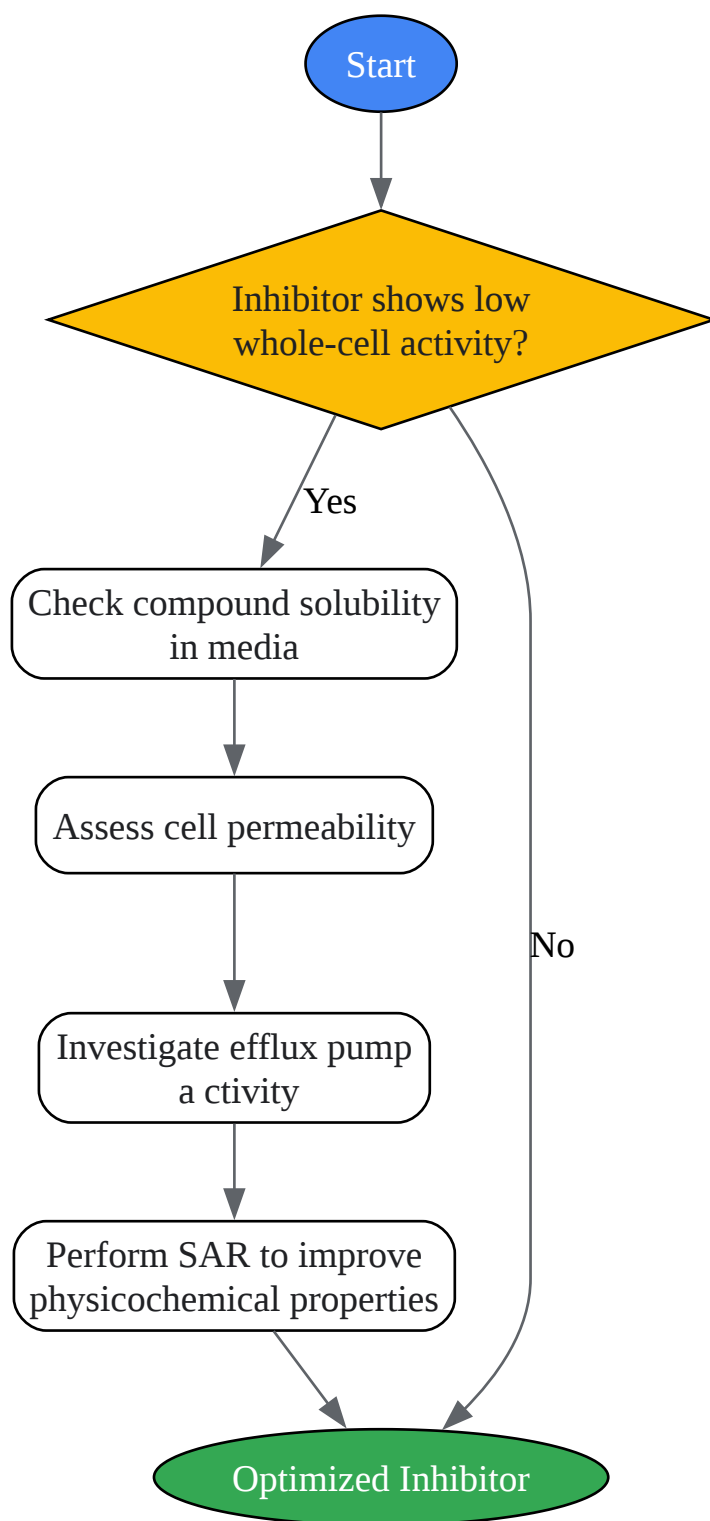 Start
Inhibitor shows low
whole-cell activity?
Yes
Check compound solubility
in media
Assess cell permeability
No
Investigate efflux pump
a ctivity
Perform SAR to improve
physicochemical properties
Optimized Inhibitor